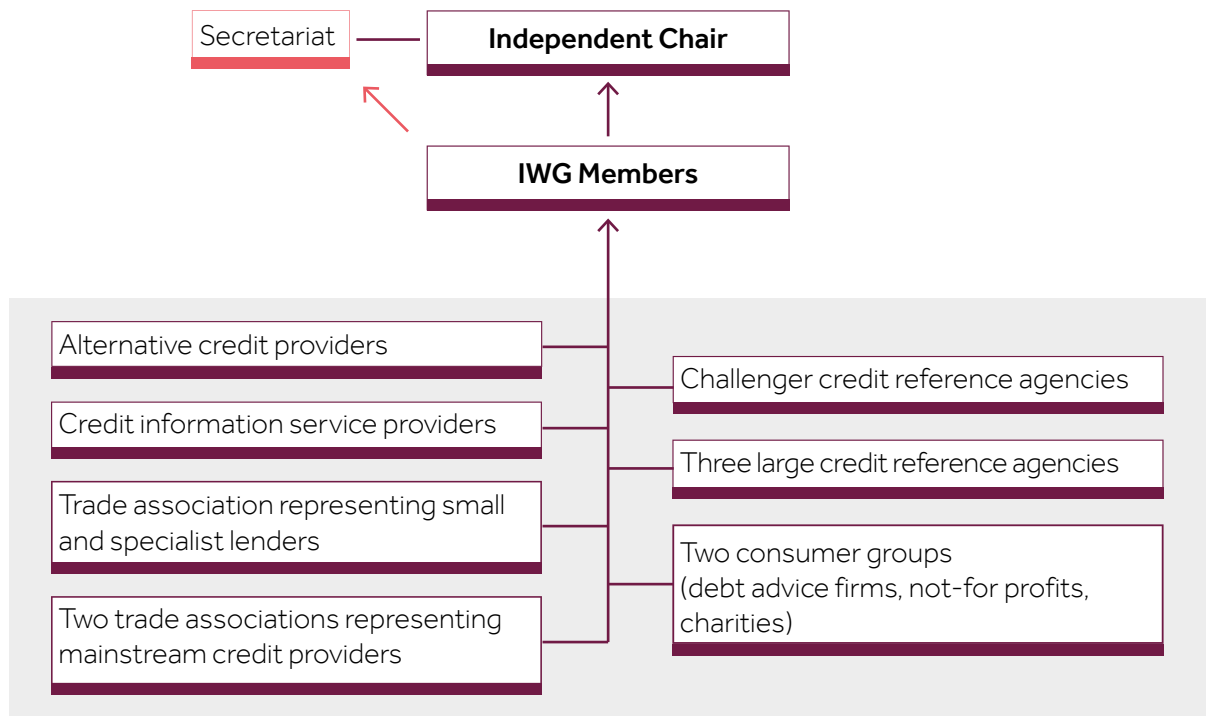 Secretariat
Independent Chair
IWG Members
Alternative credit providers
Credit information service providers
Trade association representing small
and specialist lenders
Two trade associations representing
mainstream credit providers
Challenger credit reference agencies
Three large credit reference agencies
Two consumer groups
(debt advice firms, not-for profits,
charities)